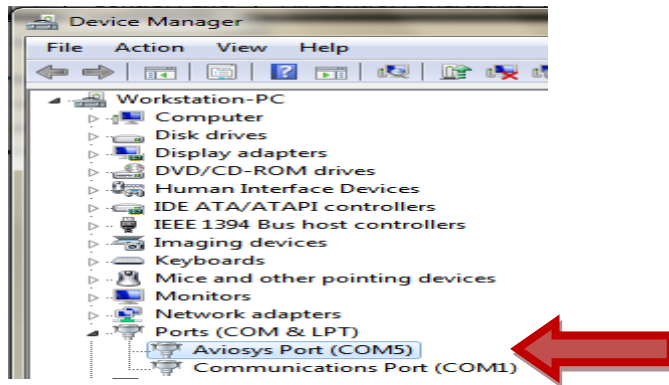 Device Manager
File Action View Help
Workstation-PC
Computer
Disk drives
Display adapters
DVD/CD-ROM drives
Human Interface Devices
IDE ATA/ATAPI controllers
IEEE 1394 Bus host controllers
Imaging devices
Keyboards
Mice and other pointing devices
Monitors
Network adapters
Ports (COM & LPT)
Aviosys Port (COM5)
Communications Port (COM1)